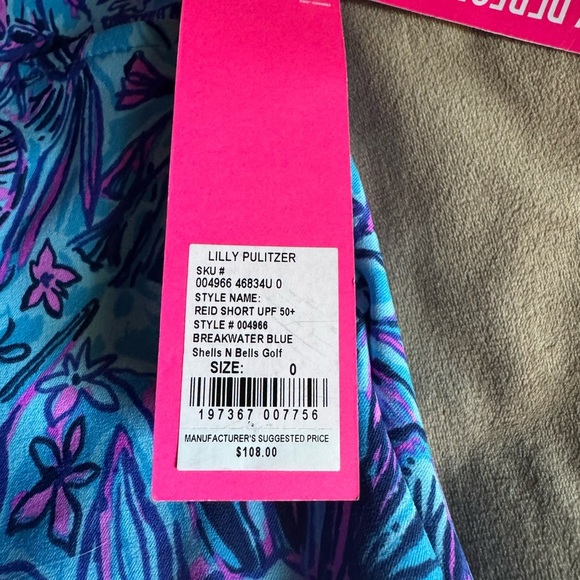 LILLY PULITZER
SKU #
004966 46834U 0
STYLE NAME:
REID SHORT UPF 50+
STYLE # 004966
BREAKWATER BLUE
Shells N Bells Golf
SIZE: 0
197367 007756
MANUFACTURER'S SUGGESTED PRICE
$108.00